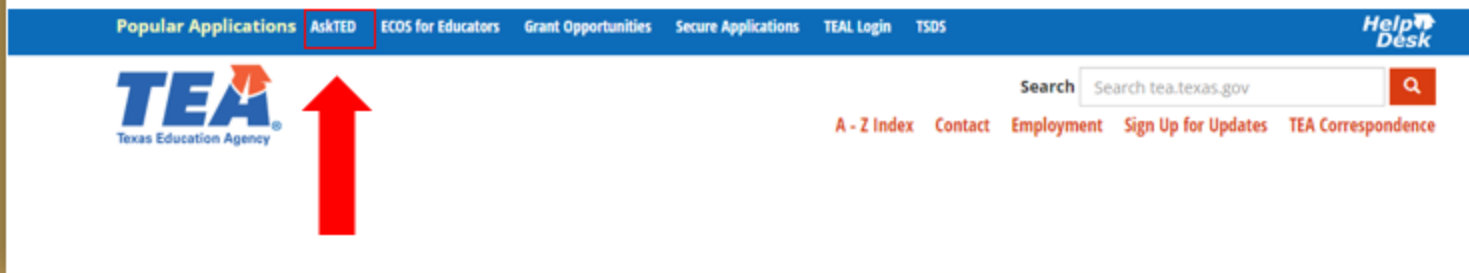 Popular Applications AskTED ECOS for Educators Grant Opportunities Secure Applications TEAL Login TSDS Help Desk
TEA
Texas Education Agency
Search Search tea.texas.gov
A - Z Index Contact Employment Sign Up for Updates TEA Correspondence